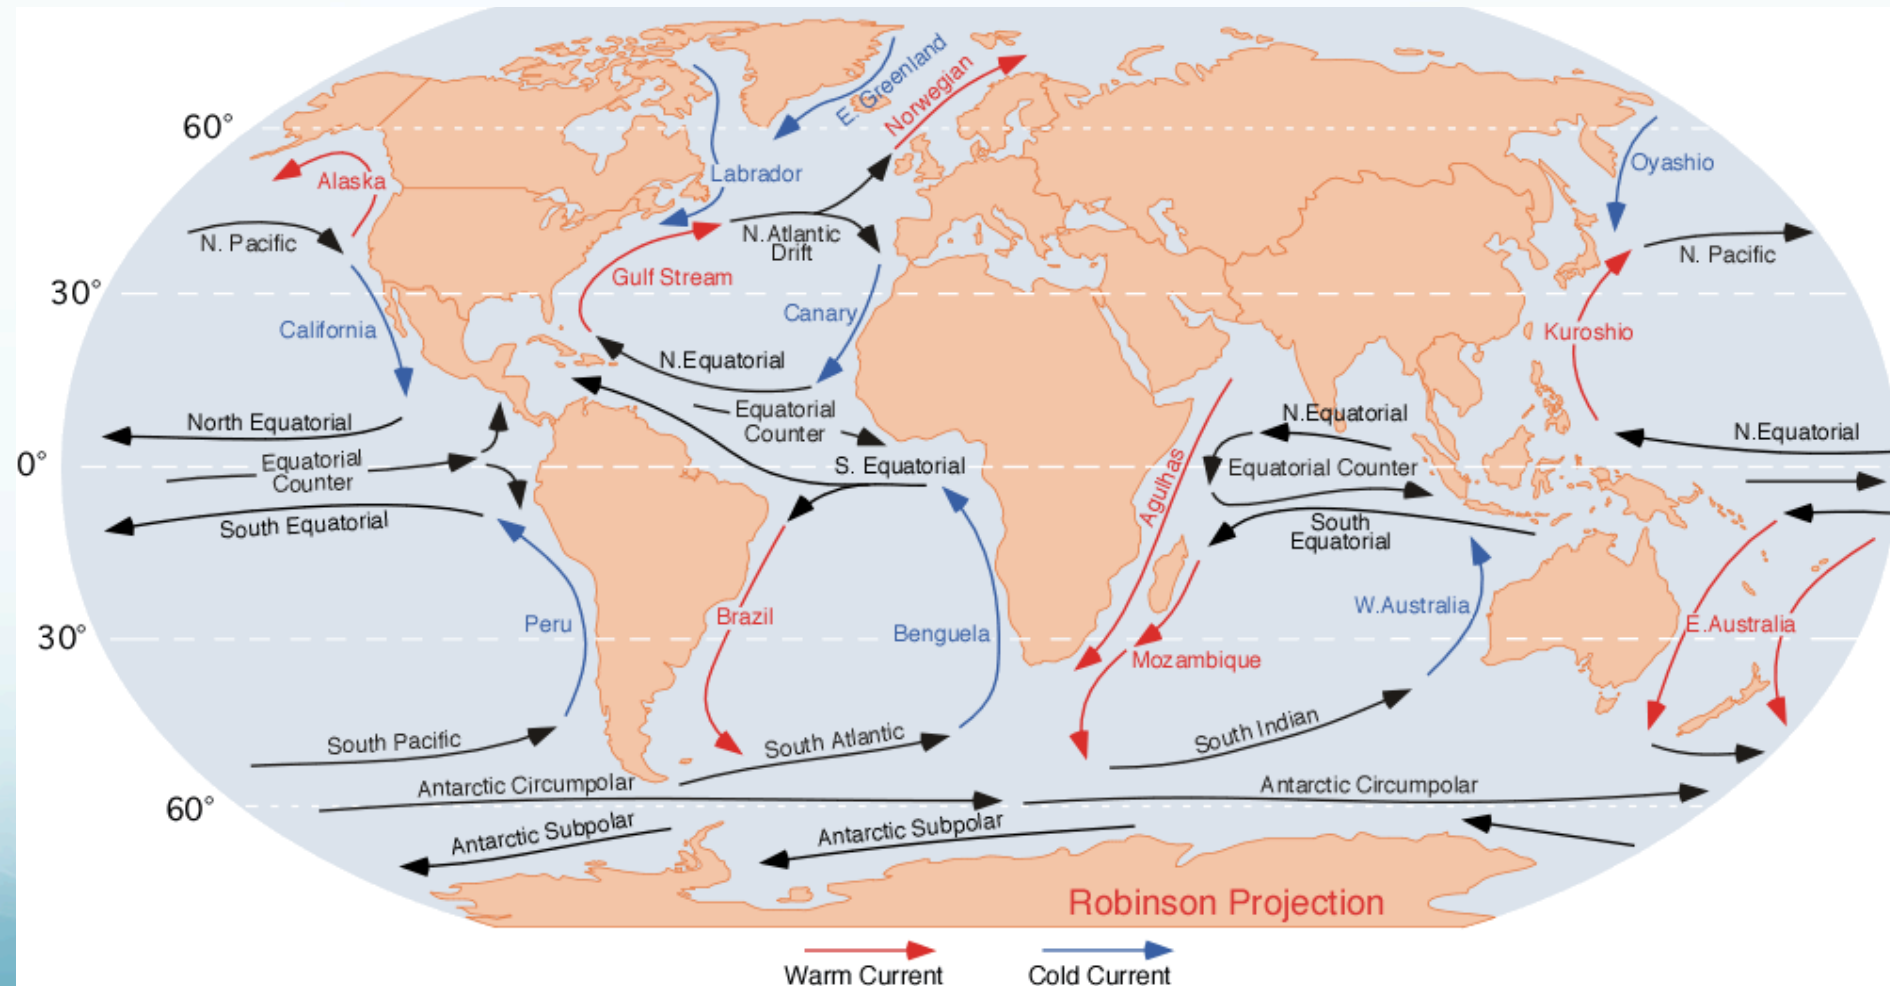 E. Greenland
Norwegian
60°
Labrador
Oyashio
Alaska
N. Pacific
N.Atlantic
Drift
N. Pacific
Gulf Stream
30°
Canary
California
Kuroshio
N.Equatorial
North Equatorial
Equatorial
Counter
N.Equatorial
N.Equatorial
0°
Equatorial
Counter
S. Equatorial
Equatorial Counter
Agulhas
South Equatorial
South
Equatorial
Peru
Brazil
Benguela
W.Australia
E.Australia
30°
Mozambique
South Pacific
South Atlantic
South Indian
Antarctic Circumpolar
Antarctic Circumpolar
60°
Antarctic Subpolar
Antarctic Subpolar
Robinson Projection
Warm Current
Cold Current